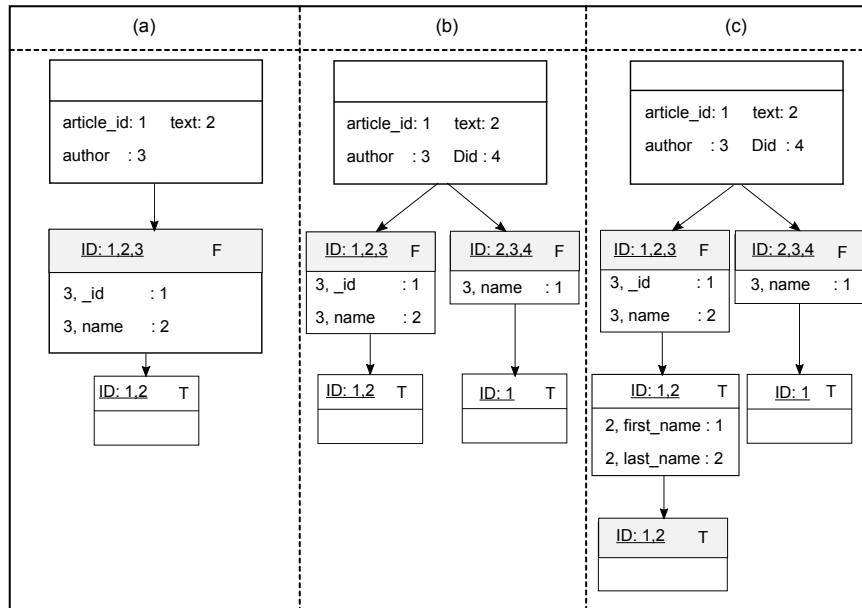 (a)
(b)
(c)
article_id: 1 text: 2
author : 3
article_id: 1 text: 2
author : 3 Did : 4
article_id: 1 text: 2
author : 3 Did : 4
ID: 1,2,3 F
3, _id : 1
3, name : 2
ID: 1,2 T
ID: 1,2,3 F
3, _id : 1
3, name : 2
ID: 2,3,4 F
3, name : 1
ID: 1,2 T
ID: 1 T
ID: 1,2,3 F
3, _id : 1
3, name : 2
ID: 2,3,4 F
3, name : 1
ID: 1,2 T
2, first_name : 1
2, last_name : 2
ID: 1 T
ID: 1,2 T